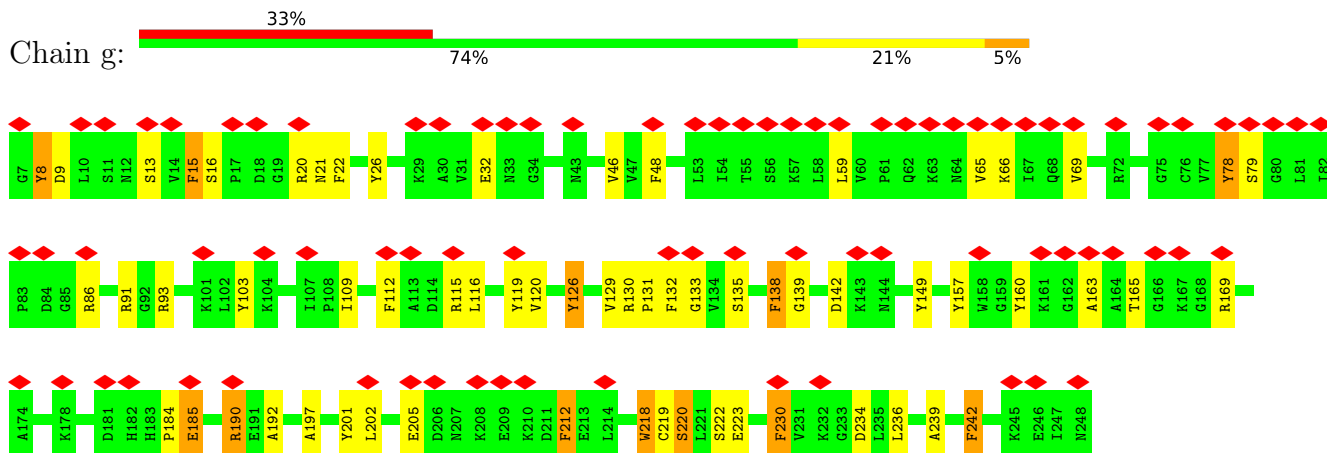 33%
Chain g:
74% 21% 5%
G7 Y8 D9 L10 S11 N12 S13 V14 F15 S16 P17 D18 G19 R20 N21 F22 Y26 K29 A30 V31 E32 N33 G34 N43 V46 V47 F48 L53 I54 T55 S56 K57 L58 L59 V60 P61 Q62 K63 N64 V65 K66 I67 Q68 V69 R72 G75 C76 V77 Y78 S79 G80 L81 I82
P83 D84 G85 R86 R91 G92 R93 K101 L102 Y103 K104 I107 P108 I109 F112 A113 D114 R115 L116 Y119 V120 Y126 V129 R130 P131 F132 G133 V134 S135 F138 G139 D142 K143 N144 Y149 Y157 W158 G159 Y160 K161 G162 A163 A164 T165 G166 K167 G168 R169
A174 K178 D181 H182 H183 P184 E185 R190 E191 A192 A197 Y201 L202 E205 D206 N207 K208 E209 K210 D211 F212 E213 L214 W218 C219 S220 L221 S222 E223 F230 V231 K232 G233 D234 L235 L236 A239 F242 K245 E246 I247 N248